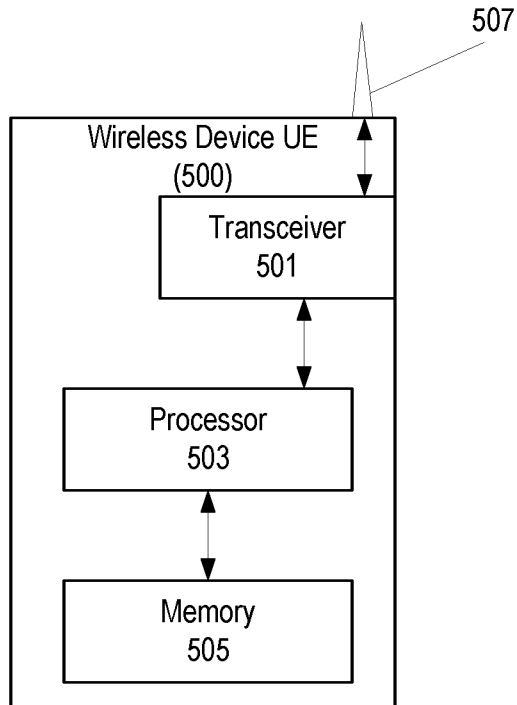 507
Wireless Device UE
(500)
Transceiver
501
Processor
503
Memory
505